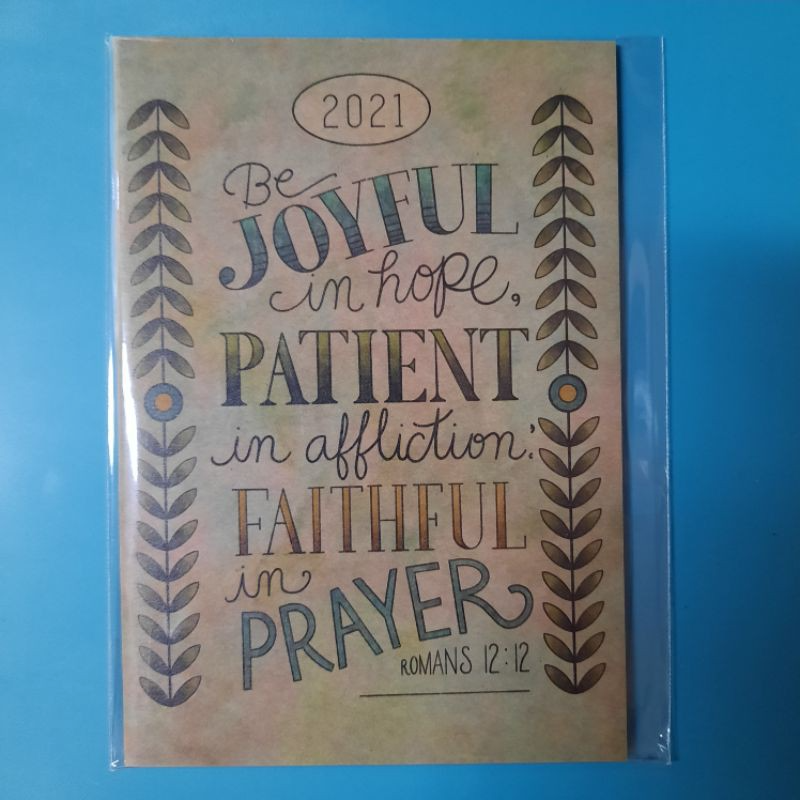 2021
Be
JOYFUL
in hope,
PATIENT
in affliction.'
FAITHFUL
in
PRAYER
ROMANS 12:12